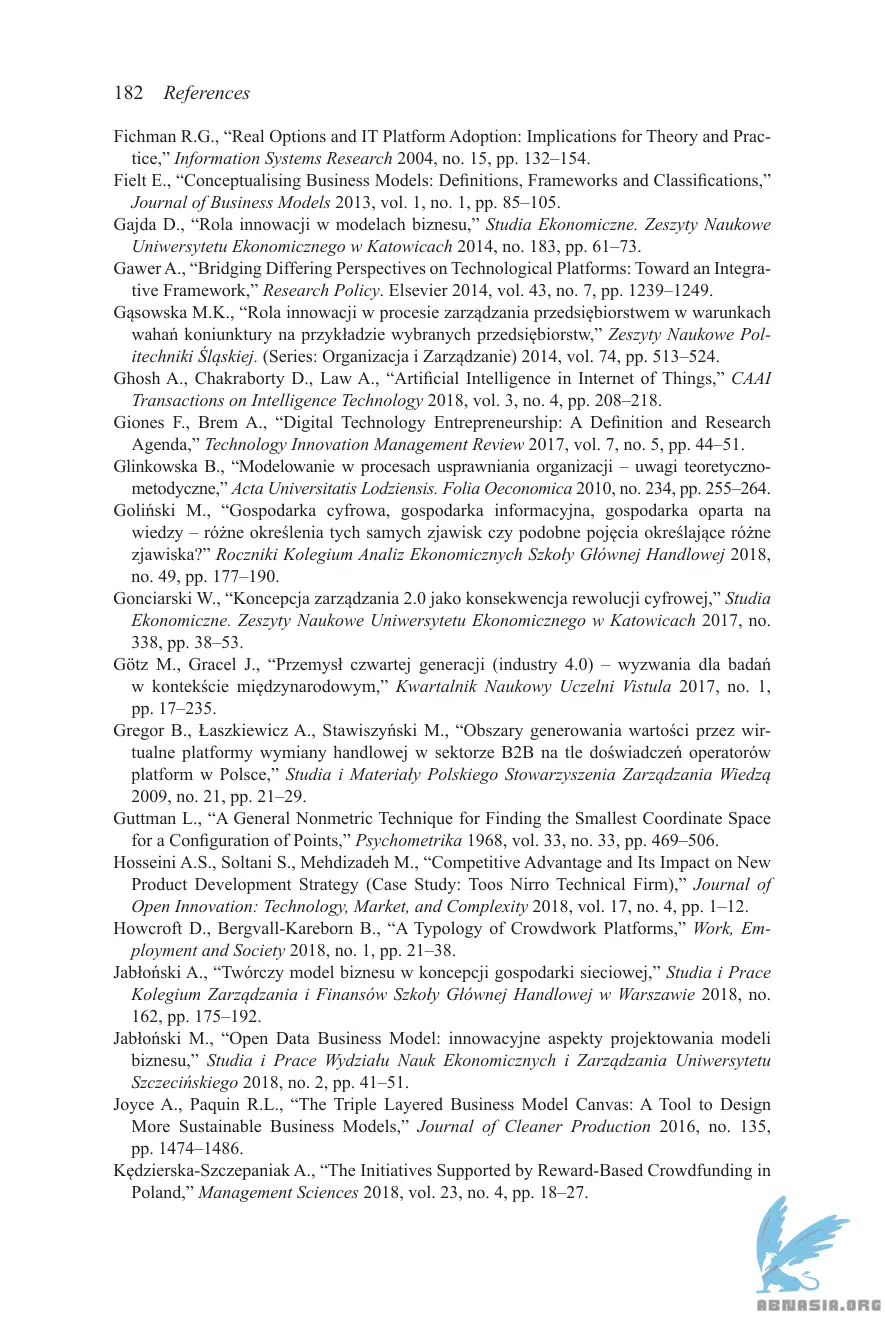 182 References
Fichman R.G., “Real Options and IT Platform Adoption: Implications for Theory and Prac-
tice,” Information Systems Research 2004, no. 15, pp. 132–154.
Fielt E., “Conceptualising Business Models: Definitions, Frameworks and Classifications,”
Journal of Business Models 2013, vol. 1, no. 1, pp. 85–105.
Gajda D., “Rola innowacji w modelach biznesu,” Studia Ekonomiczne. Zeszyty Naukowe
Uniwersytetu Ekonomicznego w Katowicach 2014, no. 183, pp. 61–73.
Gawer A., “Bridging Differing Perspectives on Technological Platforms: Toward an Integra-
tive Framework,” Research Policy. Elsevier 2014, vol. 43, no. 7, pp. 1239–1249.
Gąsowska M.K., “Rola innowacji w procesie zarządzania przedsiębiorstwem w warunkach
wahań koniunktury na przykładzie wybranych przedsiębiorstw,” Zeszyty Naukowe Pol-
itechniki Śląskiej. (Series: Organizacja i Zarządzanie) 2014, vol. 74, pp. 513–524.
Ghosh A., Chakraborty D., Law A., “Artificial Intelligence in Internet of Things,” CAAI
Transactions on Intelligence Technology 2018, vol. 3, no. 4, pp. 208–218.
Giones F., Brem A., “Digital Technology Entrepreneurship: A Definition and Research
Agenda,” Technology Innovation Management Review 2017, vol. 7, no. 5, pp. 44–51.
Glinkowska B., “Modelowanie w procesach usprawniania organizacji – uwagi teoretyczno-
metodyczne,” Acta Universitatis Lodziensis. Folia Oeconomica 2010, no. 234, pp. 255–264.
Goliński M., “Gospodarka cyfrowa, gospodarka informacyjna, gospodarka oparta na
wiedzy – różne określenia tych samych zjawisk czy podobne pojęcia określające różne
zjawiska?” Roczniki Kolegium Analiz Ekonomicznych Szkoły Głównej Handlowej 2018,
no. 49, pp. 177–190.
Gonciarski W., “Koncepcja zarządzania 2.0 jako konsekwencja rewolucji cyfrowej,” Studia
Ekonomiczne. Zeszyty Naukowe Uniwersytetu Ekonomicznego w Katowicach 2017, no.
338, pp. 38–53.
Götz M., Gracel J., “Przemysł czwartej generacji (industry 4.0) – wyzwania dla badań
w kontekście międzynarodowym,” Kwartalnik Naukowy Uczelni Vistula 2017, no. 1,
pp. 17–235.
Gregor B., Łaszkiewicz A., Stawiszyński M., “Obszary generowania wartości przez wir-
tualne platformy wymiany handlowej w sektorze B2B na tle doświadczeń operatorów
platform w Polsce,” Studia i Materiały Polskiego Stowarzyszenia Zarządzania Wiedzą
2009, no. 21, pp. 21–29.
Guttman L., “A General Nonmetric Technique for Finding the Smallest Coordinate Space
for a Configuration of Points,” Psychometrika 1968, vol. 33, no. 33, pp. 469–506.
Hosseini A.S., Soltani S., Mehdizadeh M., “Competitive Advantage and Its Impact on New
Product Development Strategy (Case Study: Toos Nirro Technical Firm),” Journal of
Open Innovation: Technology, Market, and Complexity 2018, vol. 17, no. 4, pp. 1–12.
Howcroft D., Bergvall-Kareborn B., “A Typology of Crowdwork Platforms,” Work, Em-
ployment and Society 2018, no. 1, pp. 21–38.
Jabłoński A., “Twórczy model biznesu w koncepcji gospodarki sieciowej,” Studia i Prace
Kolegium Zarządzania i Finansów Szkoły Głównej Handlowej w Warszawie 2018, no.
162, pp. 175–192.
Jabłoński M., “Open Data Business Model: innowacyjne aspekty projektowania modeli
biznesu,” Studia i Prace Wydziału Nauk Ekonomicznych i Zarządzania Uniwersytetu
Szczecińskiego 2018, no. 2, pp. 41–51.
Joyce A., Paquin R.L., “The Triple Layered Business Model Canvas: A Tool to Design
More Sustainable Business Models,” Journal of Cleaner Production 2016, no. 135,
pp. 1474–1486.
Kędzierska-Szczepaniak A., “The Initiatives Supported by Reward-Based Crowdfunding in
Poland,” Management Sciences 2018, vol. 23, no. 4, pp. 18–27.
ABNASIA.ORG